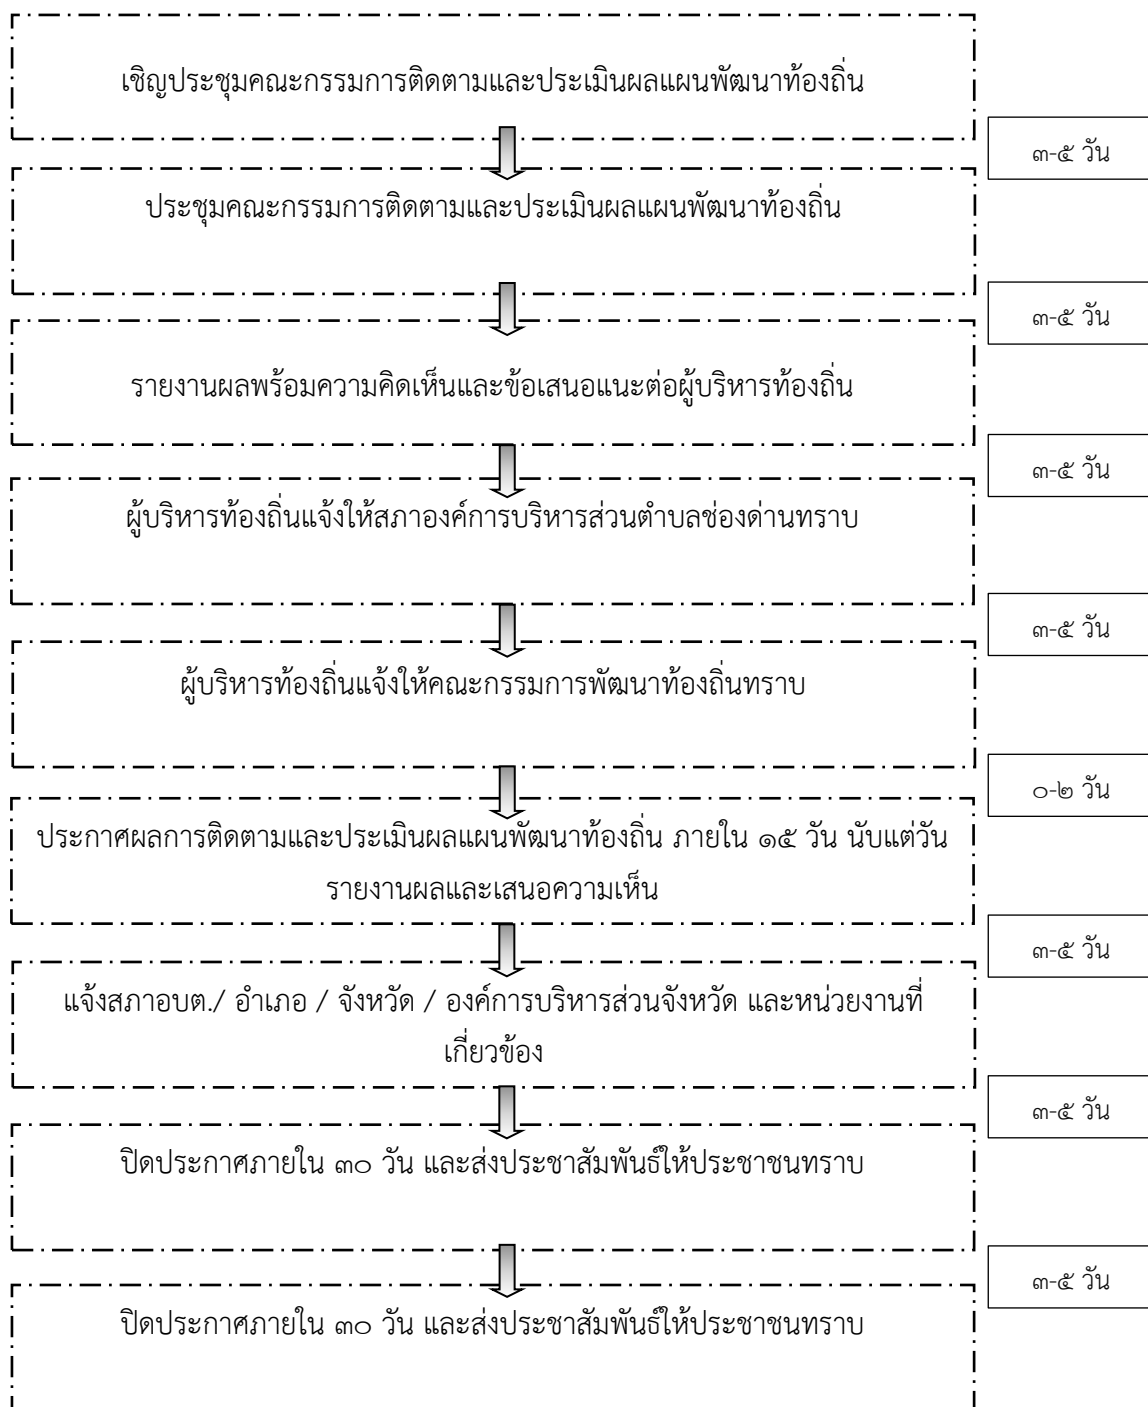 เชิญประชุมคณะกรรมการติดตามและประเมินผลแผนพัฒนาท้องถิ่น
๓-๕ วัน
ประชุมคณะกรรมการติดตามและประเมินผลแผนพัฒนาท้องถิ่น
๓-๕ วัน
รายงานผลพร้อมความคิดเห็นและข้อเสนอแนะต่อผู้บริหารท้องถิ่น
๓-๕ วัน
ผู้บริหารท้องถิ่นแจ้งให้สภาองค์การบริหารส่วนตำบลช่องด่านทราบ
๓-๕ วัน
ผู้บริหารท้องถิ่นแจ้งให้คณะกรรมการพัฒนาท้องถิ่นทราบ
๐-๒ วัน
ประกาศผลการติดตามและประเมินผลแผนพัฒนาท้องถิ่น ภายใน ๑๕ วัน นับแต่วัน
รายงานผลและเสนอความเห็น
๓-๕ วัน
แจ้งสภาอบต./ อำเภอ / จังหวัด / องค์การบริหารส่วนจังหวัด และหน่วยงานที่
เกี่ยวข้อง
๓-๕ วัน
ปิดประกาศภายใน ๓๐ วัน และส่งประชาสัมพันธ์ให้ประชาชนทราบ
๓-๕ วัน
ปิดประกาศภายใน ๓๐ วัน และส่งประชาสัมพันธ์ให้ประชาชนทราบ